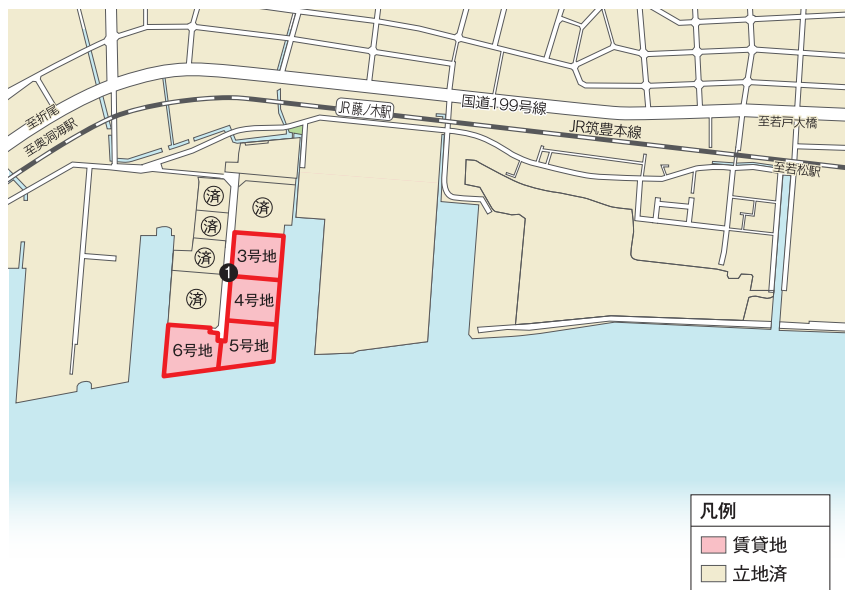 国道199号線
JR藤ノ木駅
JR筑豊本線
至若戸大橋
至折尾
至奥洞海駅
至若松駅
済
済
済
済
済
3号地
1
4号地
5号地
6号地
凡例
賃貸地
立地済